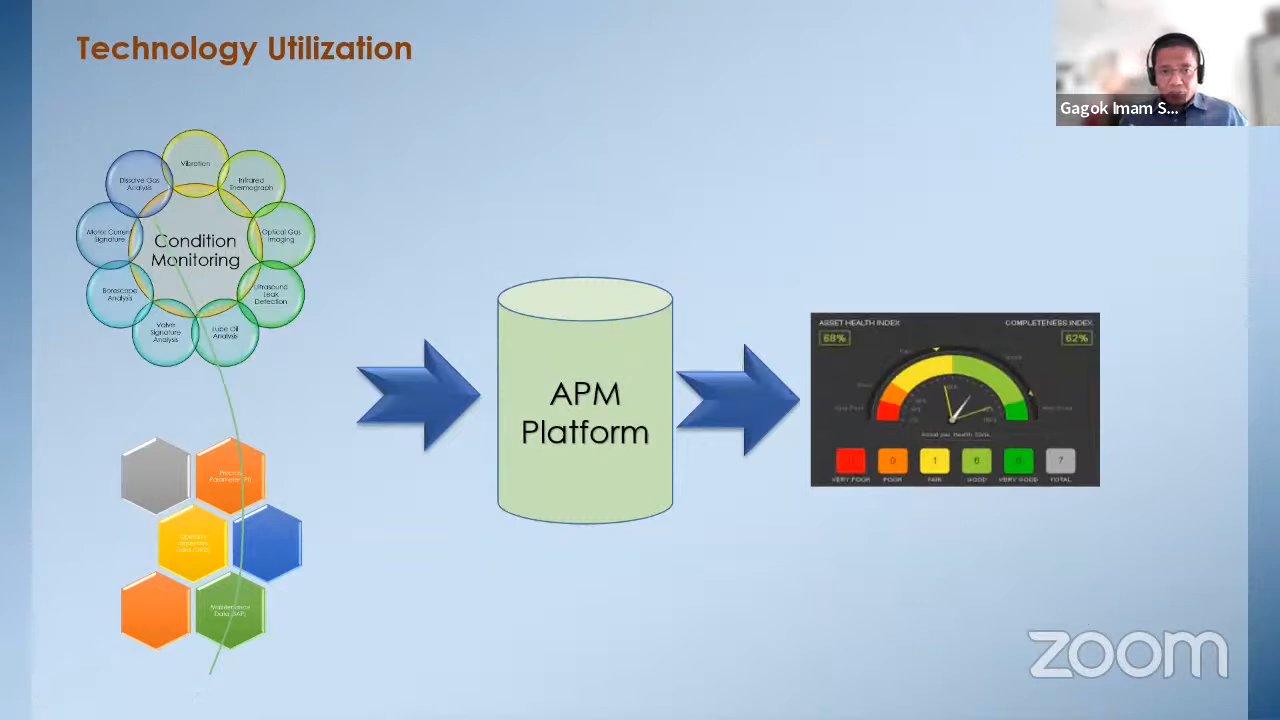 Technology Utilization
Gagok Imam S...
Vibration
Dissolve Gas
Analysis
Infrared
Thermograph
Motor Current
Signature
Optical Gas
Imaging
Condition
Monitoring
Borescope
Analysis
Ultrasound
Leak
Detection
Valve
Signature
Analysis
Lube Oil
Analysis
Process
Maintenance
Data (SAP)
APM
Platform
ASSET HEALTH INDEX
68%
COMPLETENESS INDEX
62%
0
1
6
0
7
VERY POOR
POOR
FAIR
GOOD
VERY GOOD
TOTAL
zoom